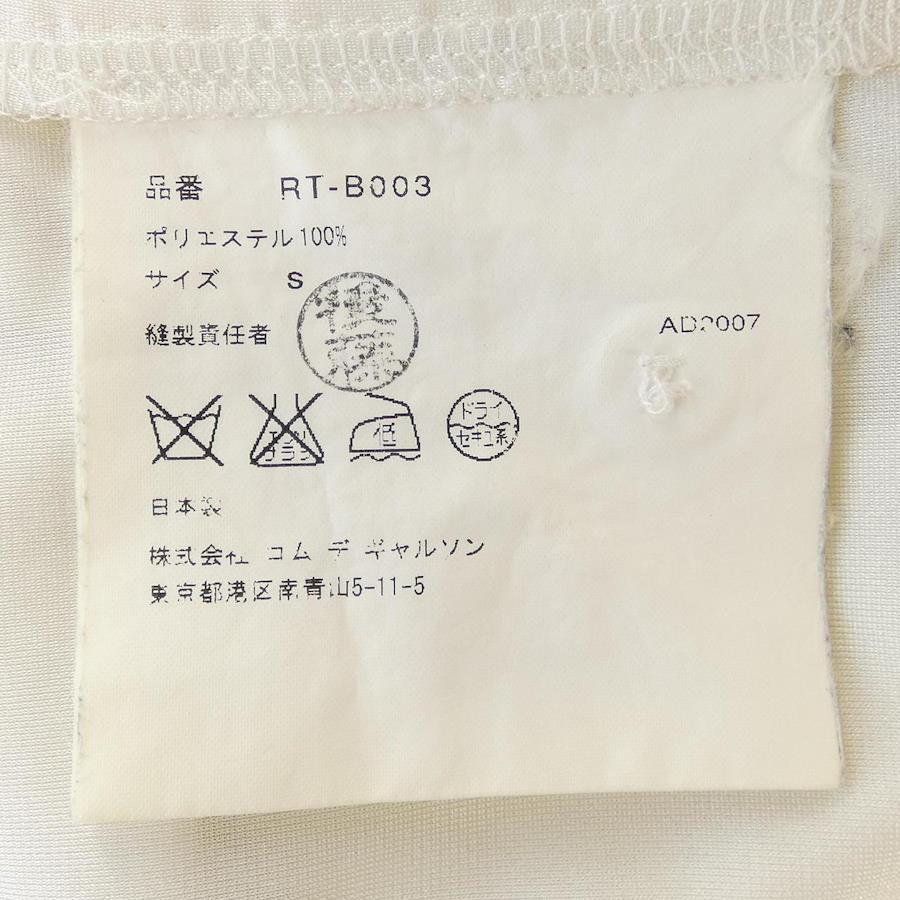 品番 RT-B003
ポリエステル100%
サイズ S
縫製責任者
AD2007
低
ドライ
セキユ系
日本製
株式会社 コム デ ギャルソン
東京都港区南青山5-11-5